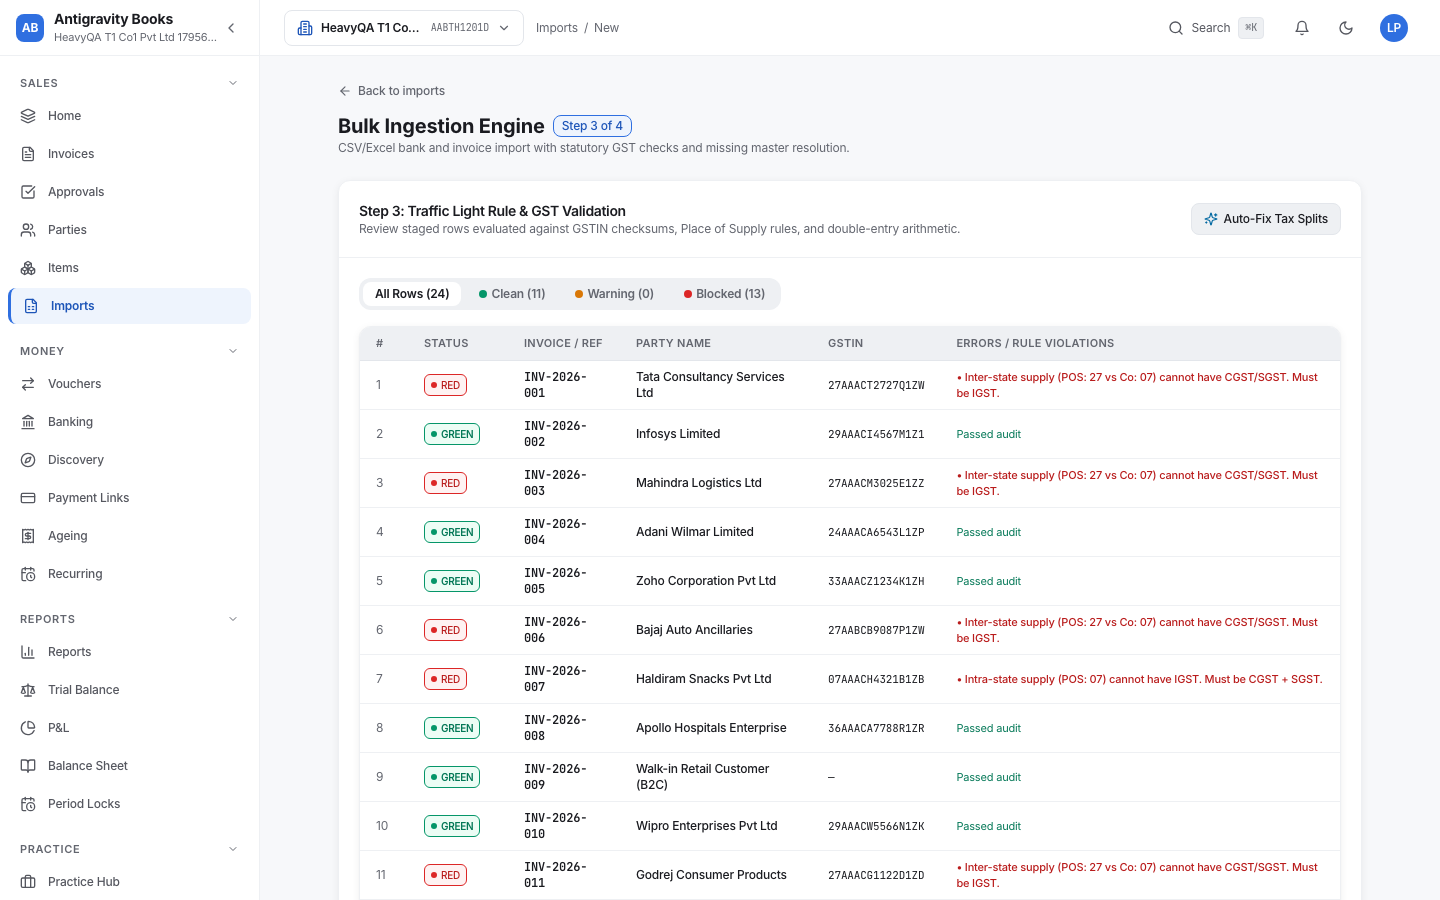 AB
Antigravity Books
HeavyQA T1 Co1 Pvt Ltd 17956...
HeavyQA T1 Co... AABTH1201D
Imports / New
Search ⌘K
LP
SALES
Home
Invoices
Approvals
Parties
Items
Imports
MONEY
Vouchers
Banking
Discovery
Payment Links
Ageing
Recurring
REPORTS
Reports
Trial Balance
P&L
Balance Sheet
Period Locks
PRACTICE
Practice Hub
Back to imports
Bulk Ingestion Engine Step 3 of 4
CSV/Excel bank and invoice import with statutory GST checks and missing master resolution.
Step 3: Traffic Light Rule & GST Validation
Review staged rows evaluated against GSTIN checksums, Place of Supply rules, and double-entry arithmetic.
Auto-Fix Tax Splits
All Rows (24) Clean (11) Warning (0) Blocked (13)
# STATUS INVOICE / REF PARTY NAME GSTIN ERRORS / RULE VIOLATIONS
1 RED INV-2026-001 Tata Consultancy Services Ltd 27AAACT2727Q1ZW • Inter-state supply (POS: 27 vs Co: 07) cannot have CGST/SGST. Must be IGST.
2 GREEN INV-2026-002 Infosys Limited 29AAACI4567M1Z1 Passed audit
3 RED INV-2026-003 Mahindra Logistics Ltd 27AAACM3025E1ZZ • Inter-state supply (POS: 27 vs Co: 07) cannot have CGST/SGST. Must be IGST.
4 GREEN INV-2026-004 Adani Wilmar Limited 24AAACA6543L1ZP Passed audit
5 GREEN INV-2026-005 Zoho Corporation Pvt Ltd 33AAACZ1234K1ZH Passed audit
6 RED INV-2026-006 Bajaj Auto Ancillaries 27AABCB9087P1ZW • Inter-state supply (POS: 27 vs Co: 07) cannot have CGST/SGST. Must be IGST.
7 RED INV-2026-007 Haldiram Snacks Pvt Ltd 07AAACH4321B1ZB • Intra-state supply (POS: 07) cannot have IGST. Must be CGST + SGST.
8 GREEN INV-2026-008 Apollo Hospitals Enterprise 36AAACA7788R1ZR Passed audit
9 GREEN INV-2026-009 Walk-in Retail Customer (B2C) — Passed audit
10 GREEN INV-2026-010 Wipro Enterprises Pvt Ltd 29AAACW5566N1ZK Passed audit
11 RED INV-2026-011 Godrej Consumer Products 27AAACG1122D1ZD • Inter-state supply (POS: 27 vs Co: 07) cannot have CGST/SGST. Must be IGST.